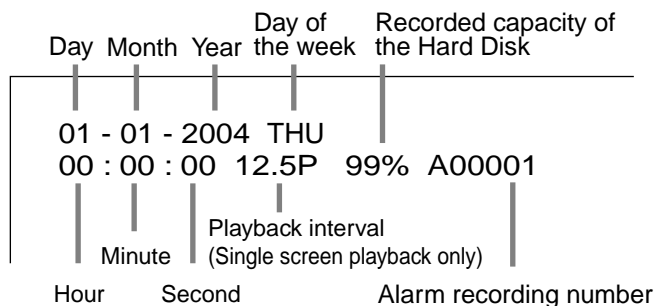 Day Month Year Day of the week Recorded capacity of the Hard Disk
01 - 01 - 2004 THU
00 : 00 : 00 12.5P 99% A00001
Playback interval
(Single screen playback only)
Minute
Hour Second Alarm recording number